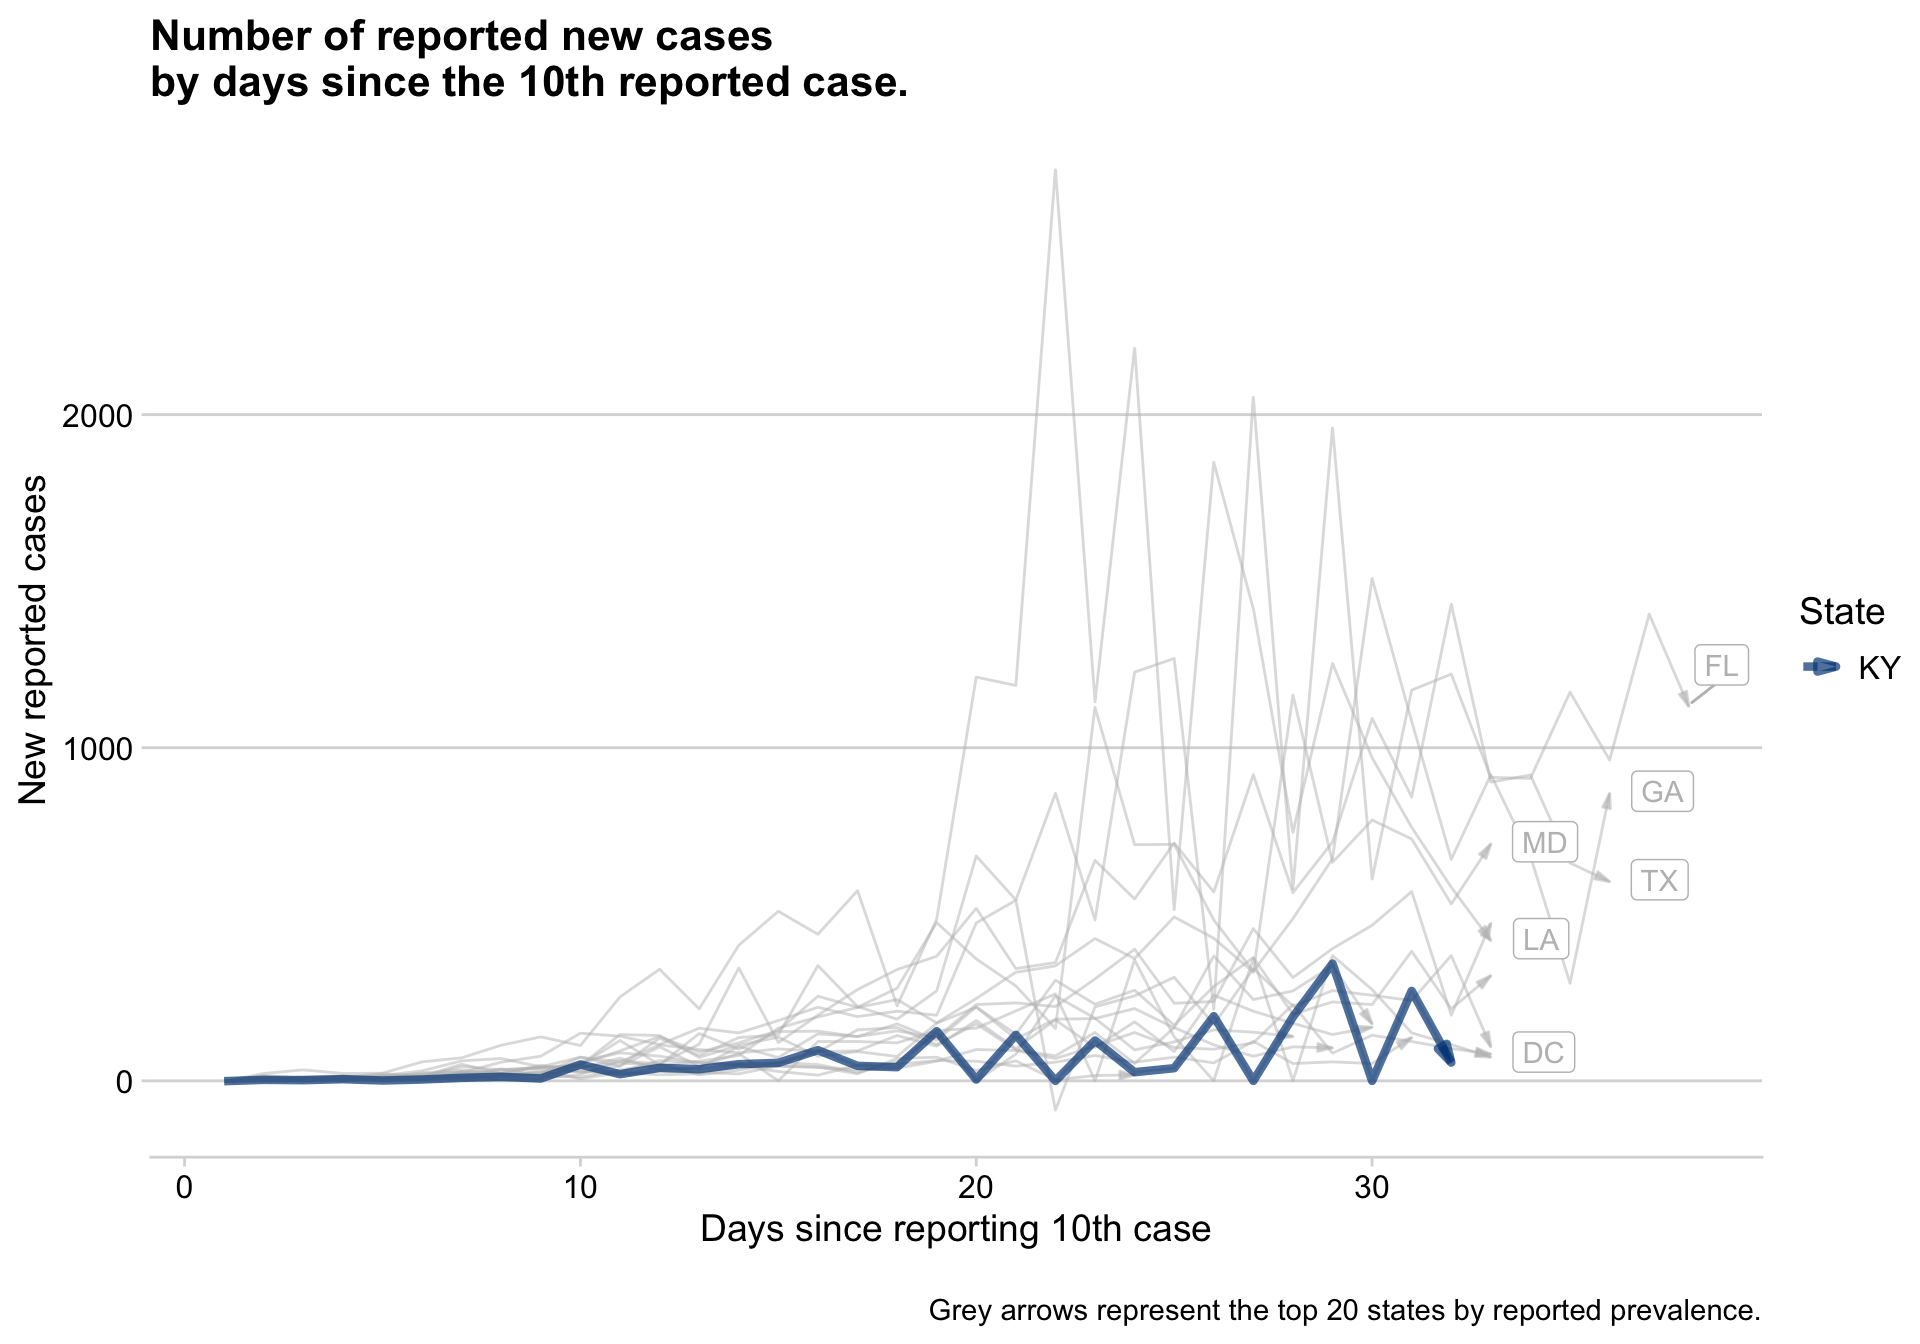 Number of reported new cases
by days since the 10th reported case.
New reported cases
2000
1000
0
FL
GA
MD
TX
LA
DC
State
KY
0
10
20
30
Days since reporting 10th case
Grey arrows represent the top 20 states by reported prevalence.